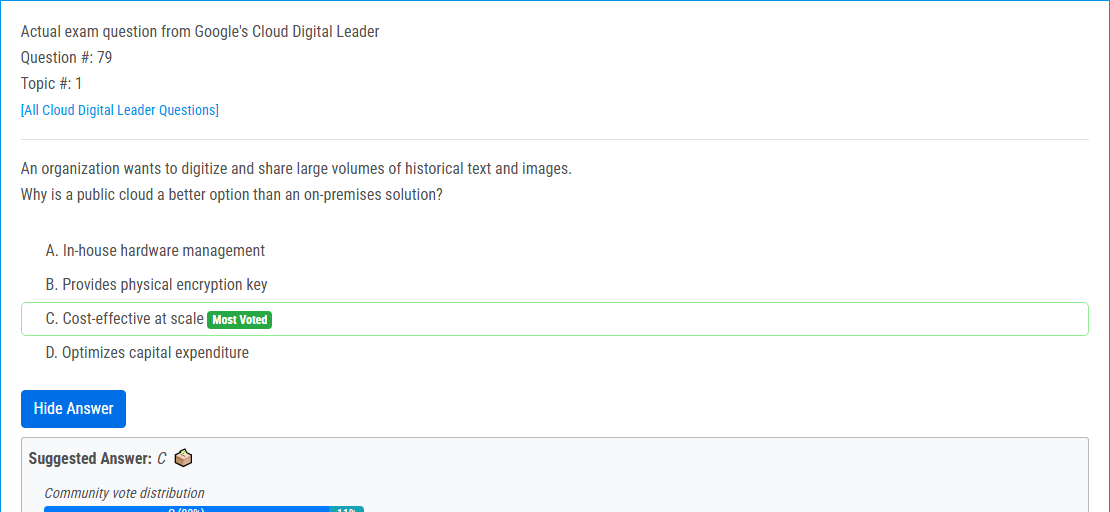 Actual exam question from Google's Cloud Digital Leader
Question #: 79
Topic #: 1
[All Cloud Digital Leader Questions]
An organization wants to digitize and share large volumes of historical text and images.
Why is a public cloud a better option than an on-premises solution?
A. In-house hardware management
B. Provides physical encryption key
C. Cost-effective at scale Most Voted
D. Optimizes capital expenditure
Hide Answer
Suggested Answer: C
Community vote distribution